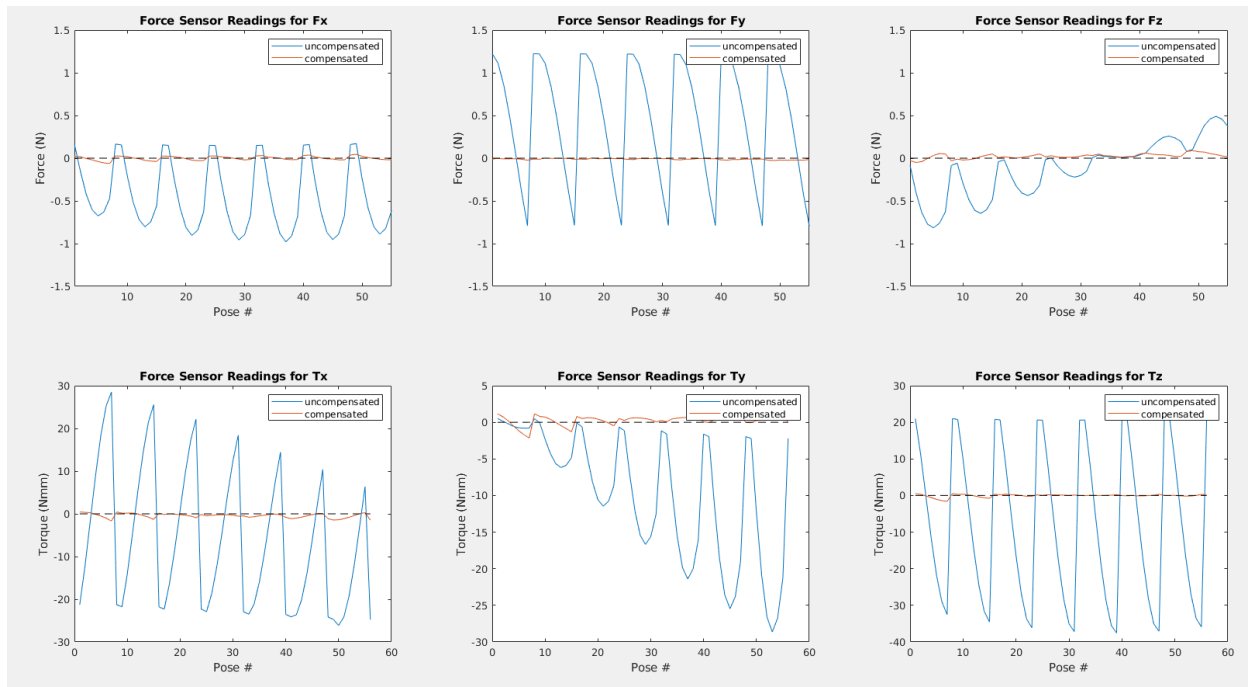 Force Sensor Readings for Fx
Force (N)
1.5
1
0.5
0
-0.5
-1
-1.5
uncompensated
compensated
10 20 30 40 50
Pose #
Force Sensor Readings for Fy
Force (N)
1.5
1
0.5
0
-0.5
-1
-1.5
uncompensated
compensated
10 20 30 40 50
Pose #
Force Sensor Readings for Fz
Force (N)
1.5
1
0.5
0
-0.5
-1
-1.5
uncompensated
compensated
10 20 30 40 50
Pose #
Force Sensor Readings for Tx
Torque (Nmm)
30
20
10
0
-10
-20
-30
uncompensated
compensated
0 10 20 30 40 50 60
Pose #
Force Sensor Readings for Ty
Torque (Nmm)
5
0
-5
-10
-15
-20
-25
-30
uncompensated
compensated
0 10 20 30 40 50 60
Pose #
Force Sensor Readings for Tz
Torque (Nmm)
30
20
10
0
-10
-20
-30
-40
uncompensated
compensated
0 10 20 30 40 50 60
Pose #